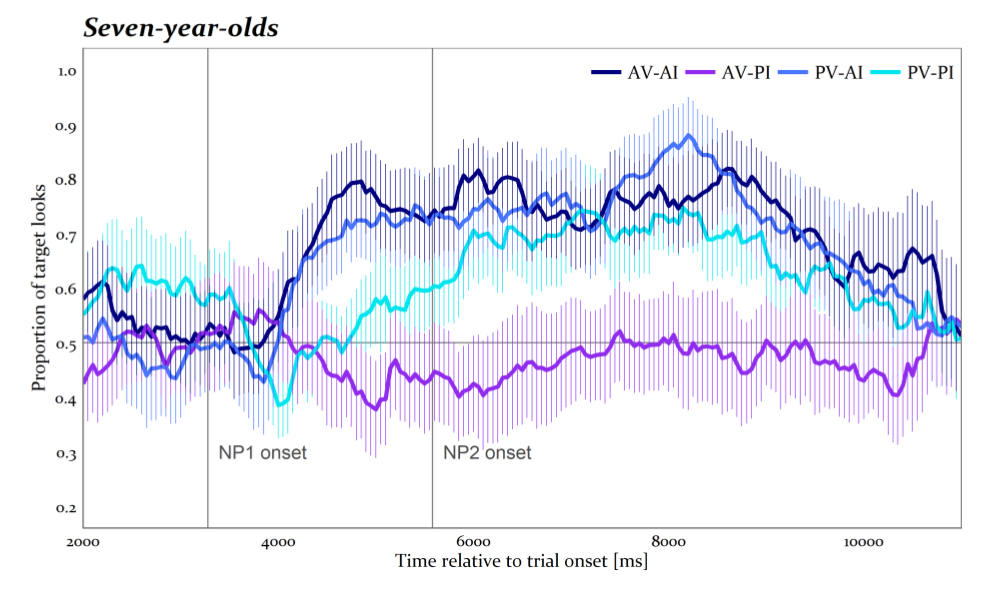 Seven-year-olds
AV-AI AV-PI PV-AI PV-PI
1.0
0.9
0.8
0.7
0.6
0.5
0.4
0.3
0.2
Proportion of target looks
NP1 onset NP2 onset
2000 4000 6000 8000 10000
Time relative to trial onset [ms]